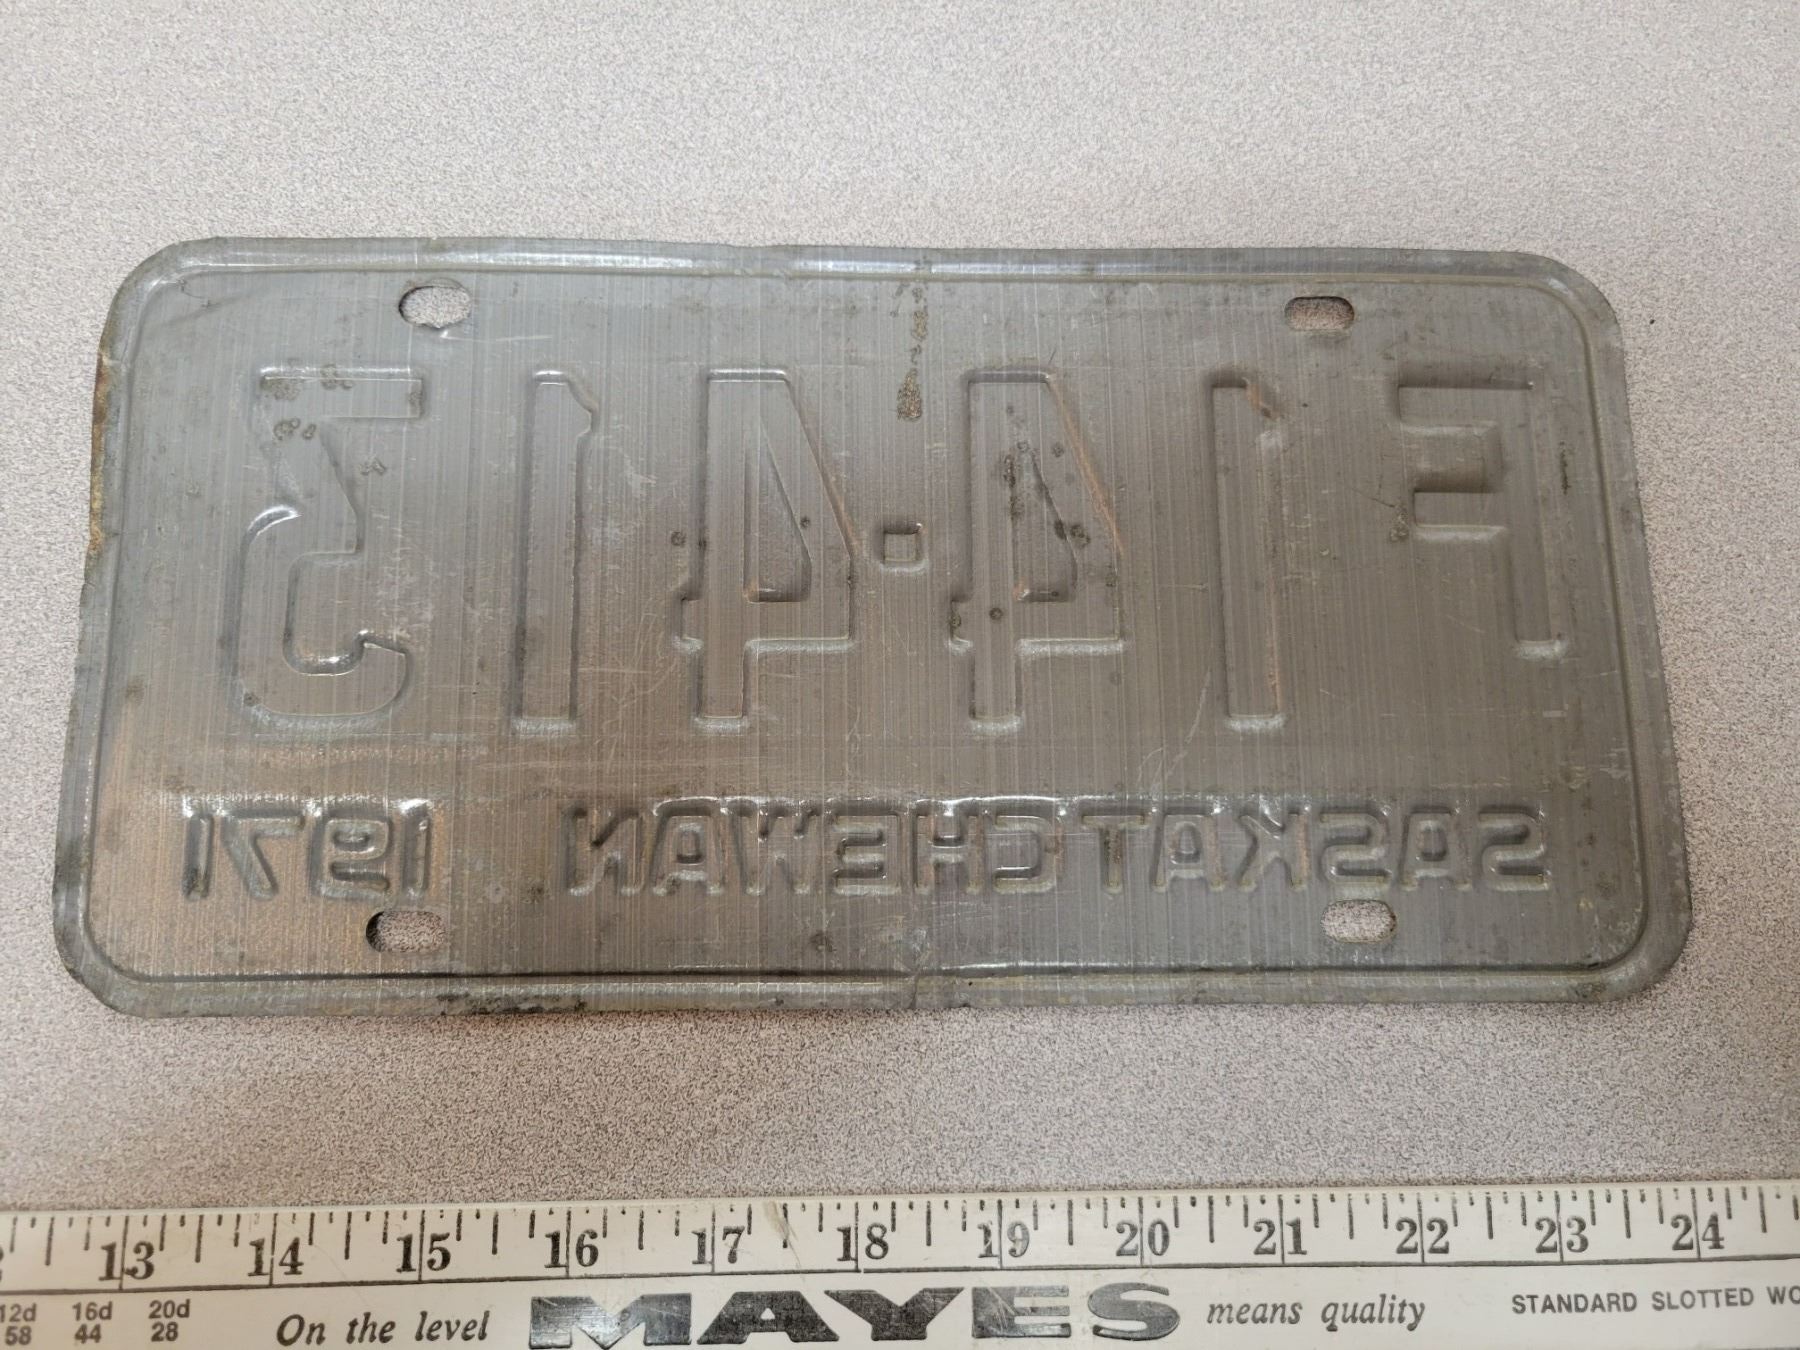 F 14-413
SASKATCHEWAN 1971
13 14 15 16 17 18 19 20 21 22 23 24
12d 16d 20d
58 44 28
On the level MAYES means quality STANDARD SLOTTED